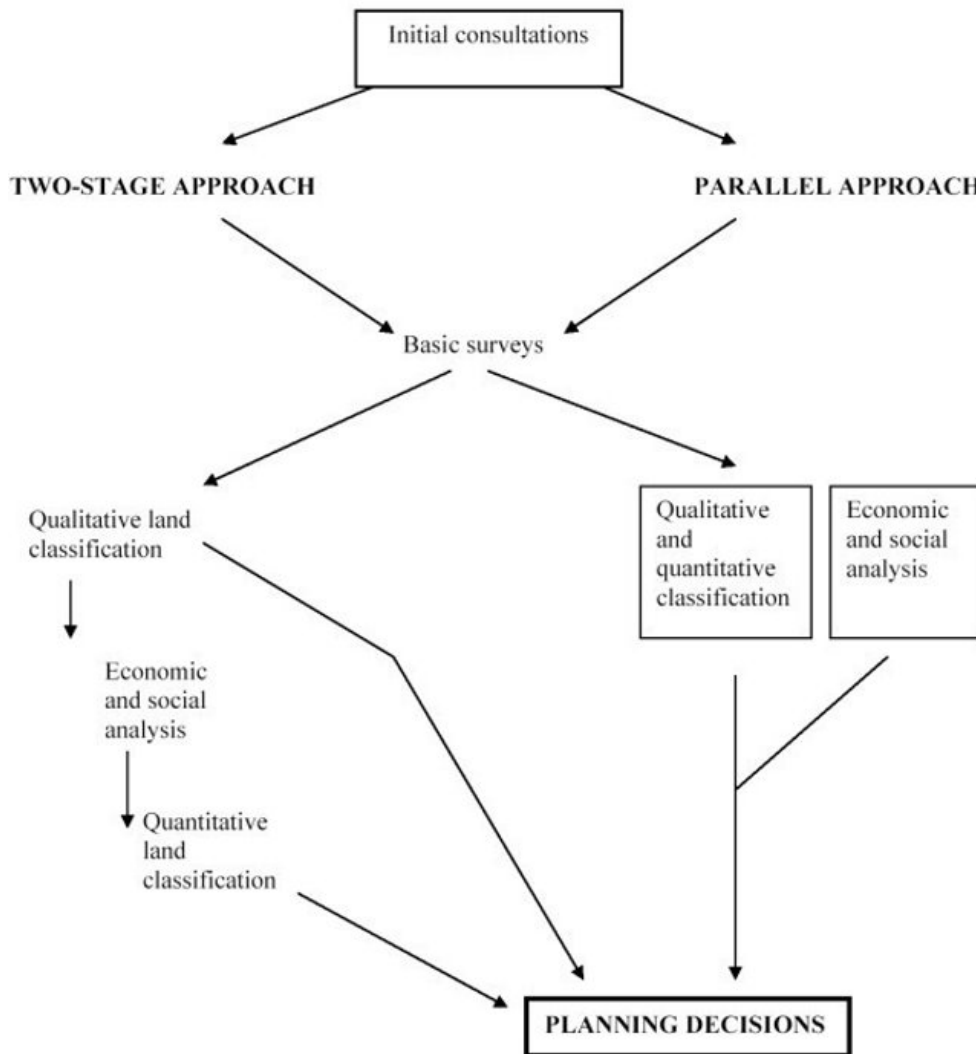 Initial consultations
TWO-STAGE APPROACH
PARALLEL APPROACH
Basic surveys
Qualitative land
classification
Economic
and social
analysis
Quantitative
land
classification
Qualitative
and
quantitative
classification
Economic
and social
analysis
PLANNING DECISIONS